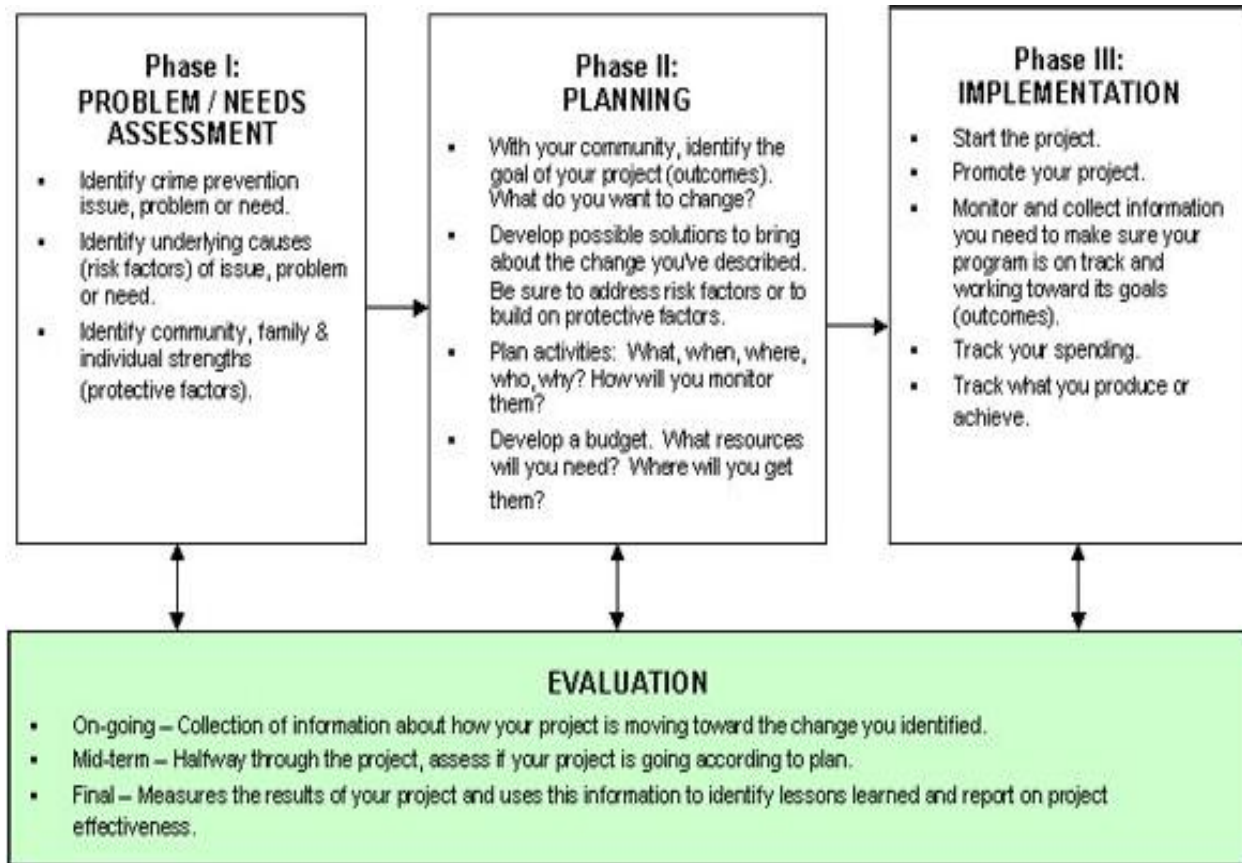 Phase I:
PROBLEM / NEEDS
ASSESSMENT
▪ Identify crime prevention
issue, problem or need.
▪ Identify underlying causes
(risk factors) of issue, problem
or need.
▪ Identify community, family &
individual strengths
(protective factors).
Phase II:
PLANNING
▪ With your community, identify the
goal of your project (outcomes).
What do you want to change?
▪ Develop possible solutions to bring
about the change you've described.
Be sure to address risk factors or to
build on protective factors.
▪ Plan activities: What, when, where,
who, why? How will you monitor
them?
▪ Develop a budget. What resources
will you need? Where will you get
them?
Phase III:
IMPLEMENTATION
▪ Start the project.
▪ Promote your project.
▪ Monitor and collect information
you need to make sure your
program is on track and
working toward its goals
(outcomes).
▪ Track your spending.
▪ Track what you produce or
achieve.
EVALUATION
▪ On-going – Collection of information about how your project is moving toward the change you identified.
▪ Mid-term – Halfway through the project, assess if your project is going according to plan.
▪ Final – Measures the results of your project and uses this information to identify lessons learned and report on project
effectiveness.